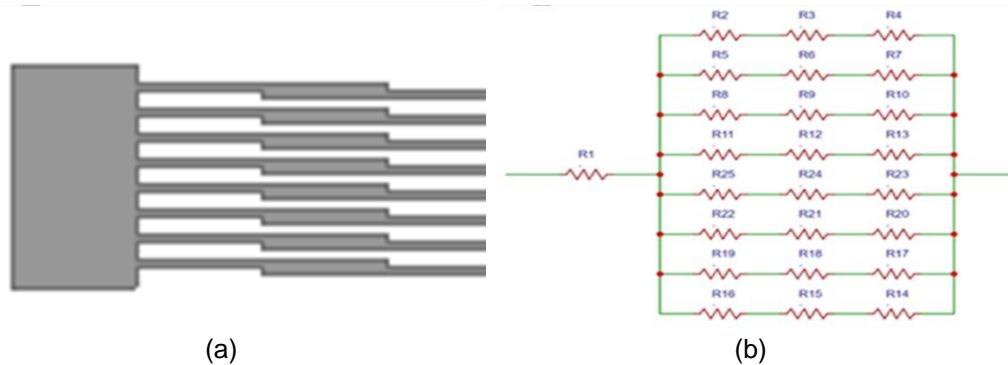 R2 R3 R4
R5 R6 R7
R8 R9 R10
R11 R12 R13
R1
R25 R24 R23
R22 R21 R20
R19 R18 R17
R16 R15 R14
(a) (b)